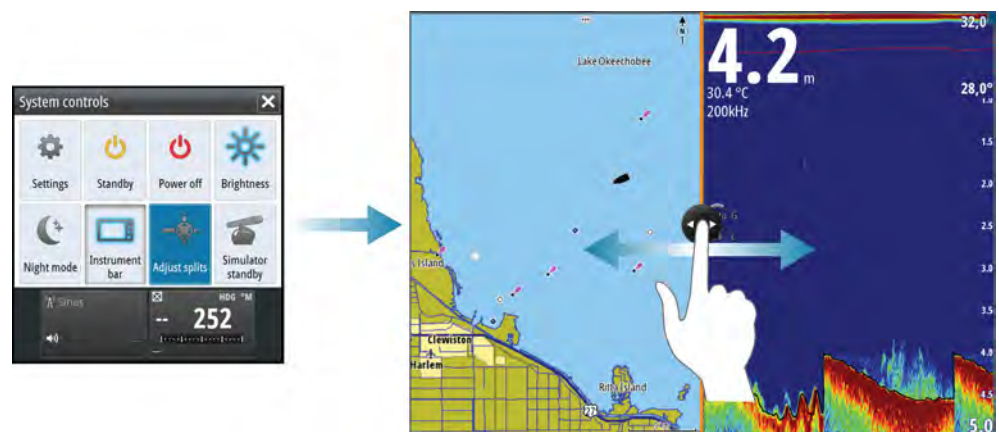 System controls
Settings
Standby
Power off
Brightness
Night mode
Instrument
bar
Adjust splits
Simulator
standby
Sirius
HDG °M
-- 252
N
Lake Okeechobee
Island
Clewiston
Harlem
Ritta Island
27
4.2 m
30.4 °C
200kHz
32,0
28,0°
1.5
2.0
2.5
3.0
3.5
4.0
4.5
5.0